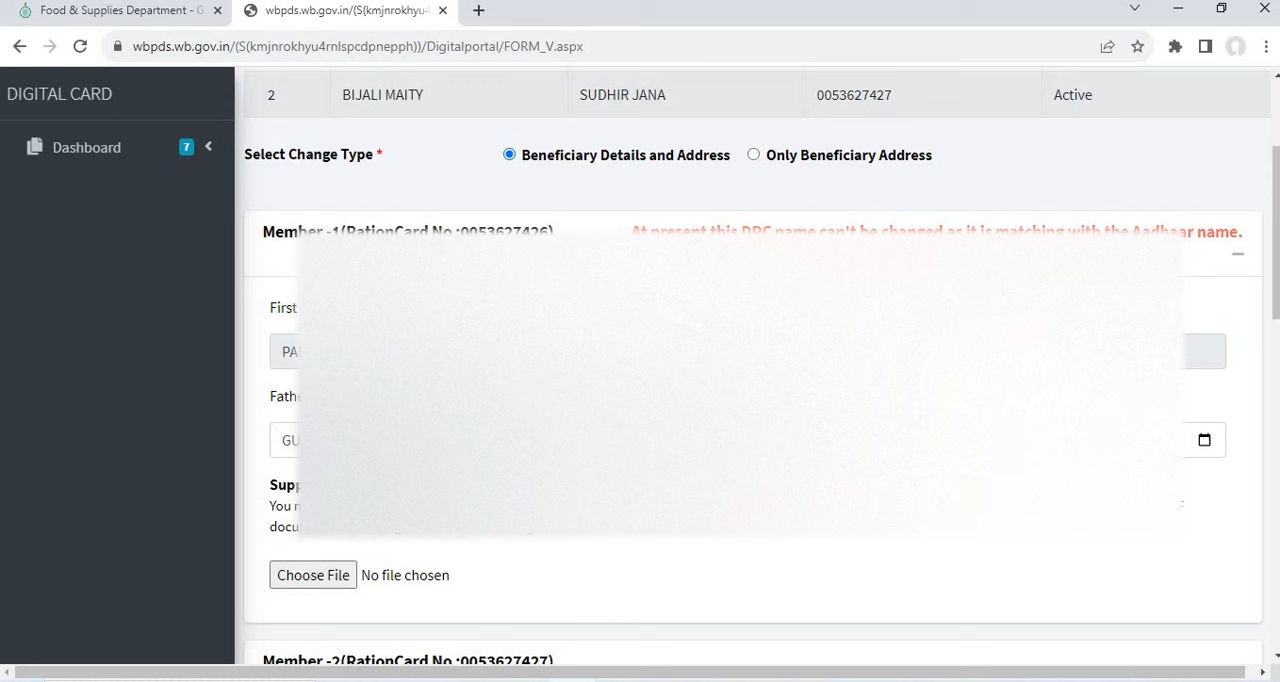 Food & Supplies Department - G
wbpds.wb.gov.in/(S(kmjnrokhyu4
wbpds.wb.gov.in/(S(kmjnrokhyu4rnlspcdpnepph))/Digitalportal/FORM_V.aspx
DIGITAL CARD
2 BIJALI MAITY SUDHIR JANA 0053627427 Active
Dashboard 7
Select Change Type * Beneficiary Details and Address Only Beneficiary Address
Member -1(RationCard No :0053627426) At present this DRC name can't be changed as it is matching with the Aadhaar name.
First
PA
Fathe
GU
Supp
You
docu
Choose File No file chosen
Member -2(RationCard No :0053627427)